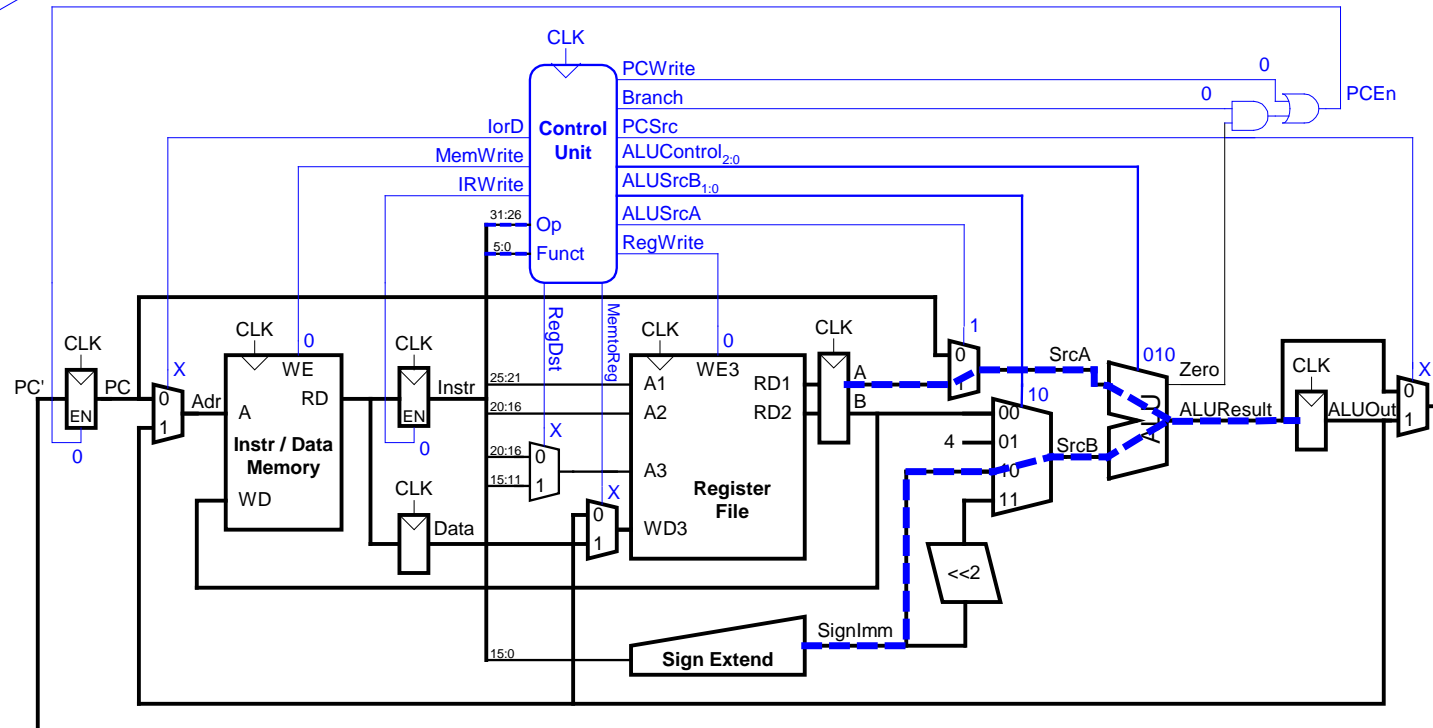 CLK
PCWrite
0
Branch
0
PCEn
IorD
Control
Unit
PCSrc
MemWrite
ALUControl2:0
IRWrite
ALUSrcB1:0
31:26
Op
ALUSrcA
5:0
Funct
RegWrite
RegDst
MemtoReg
CLK
CLK
CLK
0
CLK
0
CLK
1
CLK
X
X
X
010
PC'
PC
EN
0
1
Adr
WE
A
RD
Instr / Data
Memory
WD
EN
Instr
25:21
20:16
20:16
15:11
A1
A2
A3
WD3
WE3
RD1
RD2
Register
File
A
B
0
1
SrcA
Zero
10
00
01
10
11
4
SrcB
ALU
ALUResult
ALUOut
0
1
0
0
X
0
1
CLK
Data
X
0
1
<<2
SignImm
15:0
Sign Extend